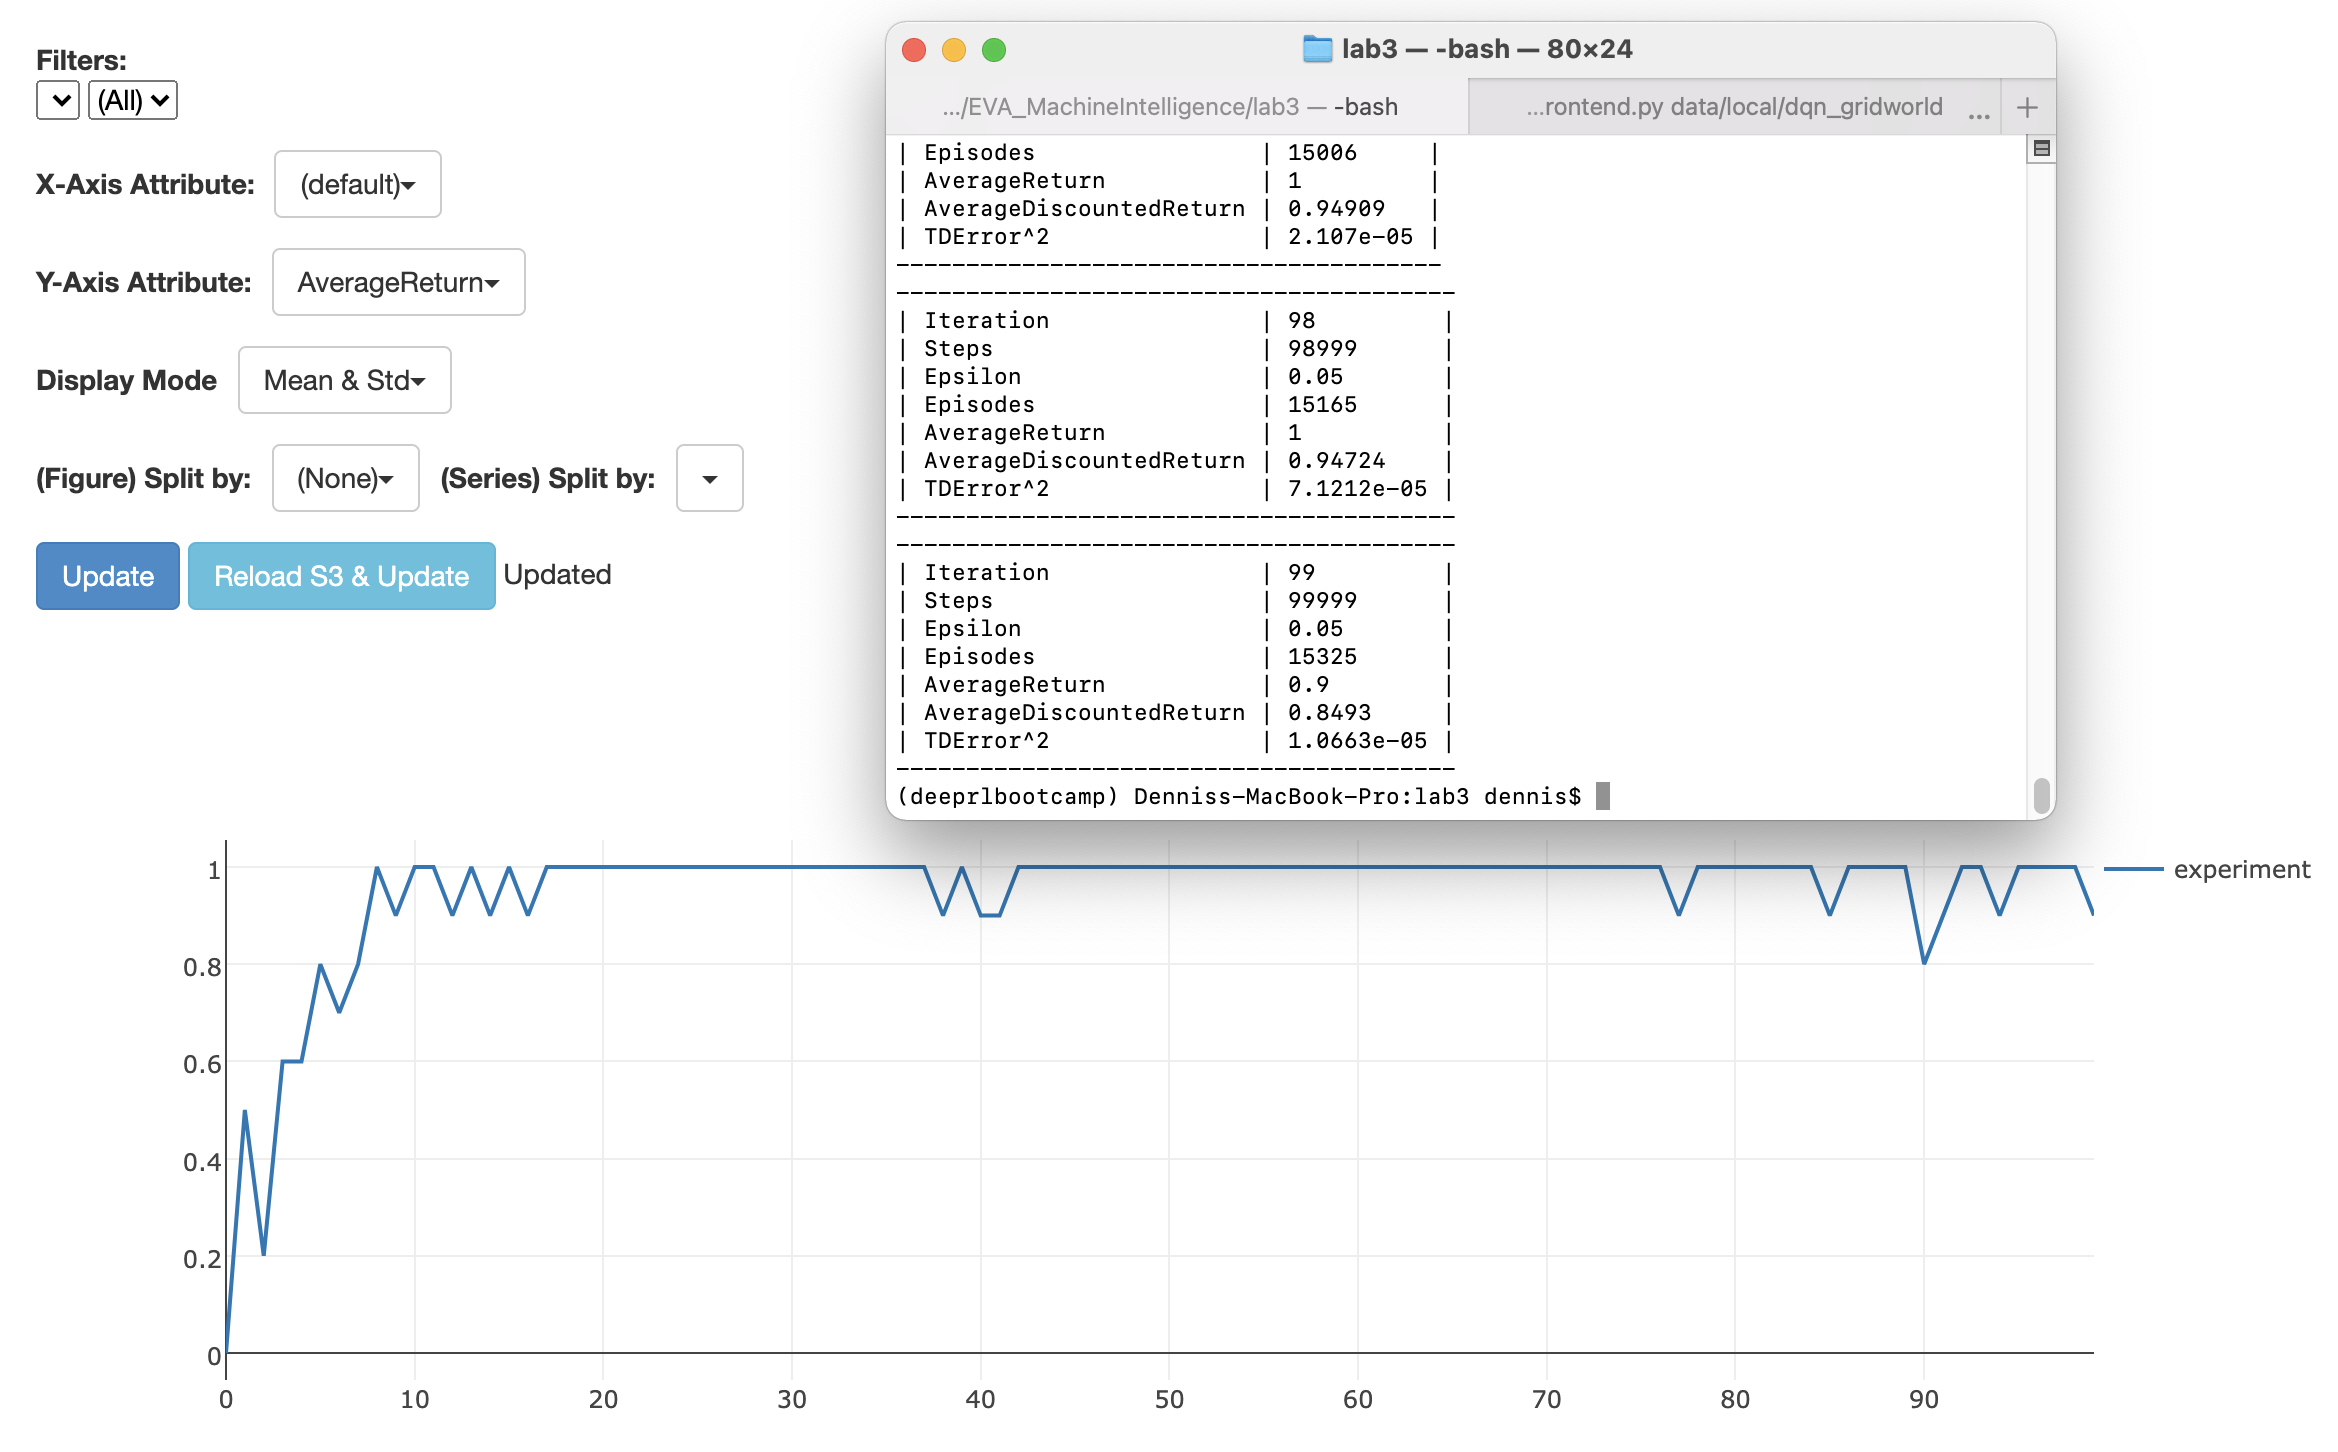 Filters:
(All)
X-Axis Attribute: (default)
Y-Axis Attribute: AverageReturn
Display Mode Mean & Std
(Figure) Split by: (None) (Series) Split by:
Update Reload S3 & Update Updated
lab3 — -bash — 80×24
.../EVA_MachineIntelligence/lab3 — -bash ...rontend.py data/local/dqn_gridworld ... +
| Episodes | 15006 |
| AverageReturn | 1 |
| AverageDiscountedReturn | 0.94909 |
| TDError^2 | 2.107e-05 |
---------------------------------------
----------------------------------------
| Iteration | 98 |
| Steps | 98999 |
| Epsilon | 0.05 |
| Episodes | 15165 |
| AverageReturn | 1 |
| AverageDiscountedReturn | 0.94724 |
| TDError^2 | 7.1212e-05 |
----------------------------------------
----------------------------------------
| Iteration | 99 |
| Steps | 99999 |
| Epsilon | 0.05 |
| Episodes | 15325 |
| AverageReturn | 0.9 |
| AverageDiscountedReturn | 0.8493 |
| TDError^2 | 1.0663e-05 |
----------------------------------------
(deeprlbootcamp) Denniss-MacBook-Pro:lab3 dennis$
1
0.8
0.6
0.4
0.2
0
0 10 20 30 40 50 60 70 80 90
experiment